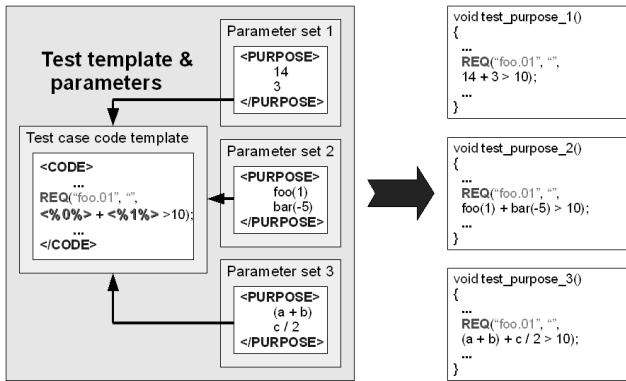 Test template &
parameters
Test case code template
<CODE>
...
REQ("foo.01", "",
<%0%> + <%1%> >10);
...
</CODE>
Parameter set 1
<PURPOSE>
14
3
</PURPOSE>
Parameter set 2
<PURPOSE>
foo(1)
bar(-5)
</PURPOSE>
Parameter set 3
<PURPOSE>
(a + b)
c / 2
</PURPOSE>
void test_purpose_1()
{
...
REQ("foo.01", "",
14 + 3 > 10);
...
}
void test_purpose_2()
{
...
REQ("foo.01", "",
foo(1) + bar(-5) > 10);
...
}
void test_purpose_3()
{
...
REQ("foo.01", "",
(a + b) + c / 2 > 10);
...
}